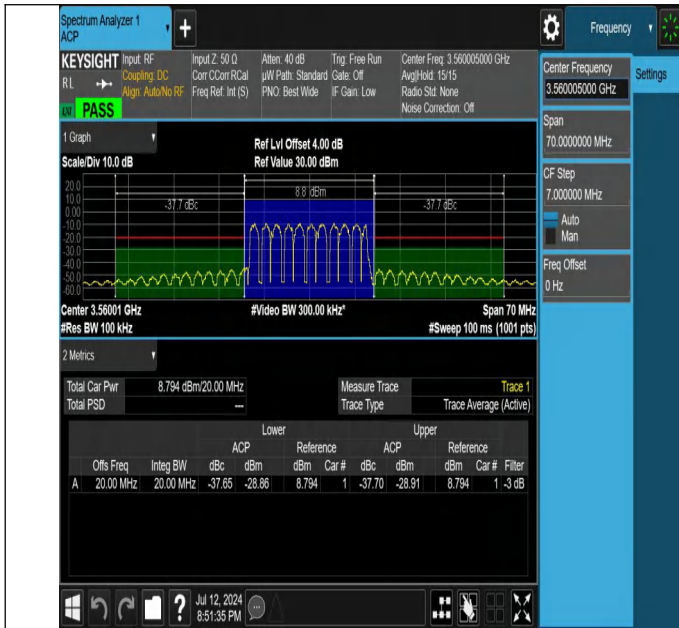 Spectrum Analyzer 1
ACP
Frequency
KEYSIGHT
RL
PASS
Input: RF
Coupling: DC
Align: Auto/No RF
Input Z: 50 Ω
Corr CCorr RCal
Freq Ref: Int (S)
Atten: 40 dB
µW Path: Standard
PNO: Best Wide
Trig: Free Run
Gate: Off
IF Gain: Low
Center Freq: 3.560005000 GHz
Avg|Hold: 15/15
Radio Std: None
Noise Correction: Off
Center Frequency
3.560005000 GHz
Settings
Span
70.0000000 MHz
CF Step
7.000000 MHz
Auto
Man
Freq Offset
0 Hz
1 Graph
Scale/Div 10.0 dB
Ref Lvl Offset 4.00 dB
Ref Value 30.00 dBm
20.0
10.0
0.00
-10.0
-20.0
-30.0
-40.0
-50.0
-60.0
-37.7 dBc
8.8 dBm
-37.7 dBc
Center 3.56001 GHz
#Video BW 300.00 kHz*
Span 70 MHz
#Res BW 100 kHz
#Sweep 100 ms (1001 pts)
2 Metrics
Total Car Pwr 8.794 dBm/20.00 MHz
Total PSD ---
Measure Trace Trace 1
Trace Type Trace Average (Active)
Lower Upper
ACP Reference ACP Reference
Offs Freq Integ BW dBc dBm dBm Car # dBc dBm dBm Car # Filter
A 20.00 MHz 20.00 MHz -37.65 -28.86 8.794 1 -37.70 -28.91 8.794 1 -3 dB
?
Jul 12, 2024
8:51:35 PM